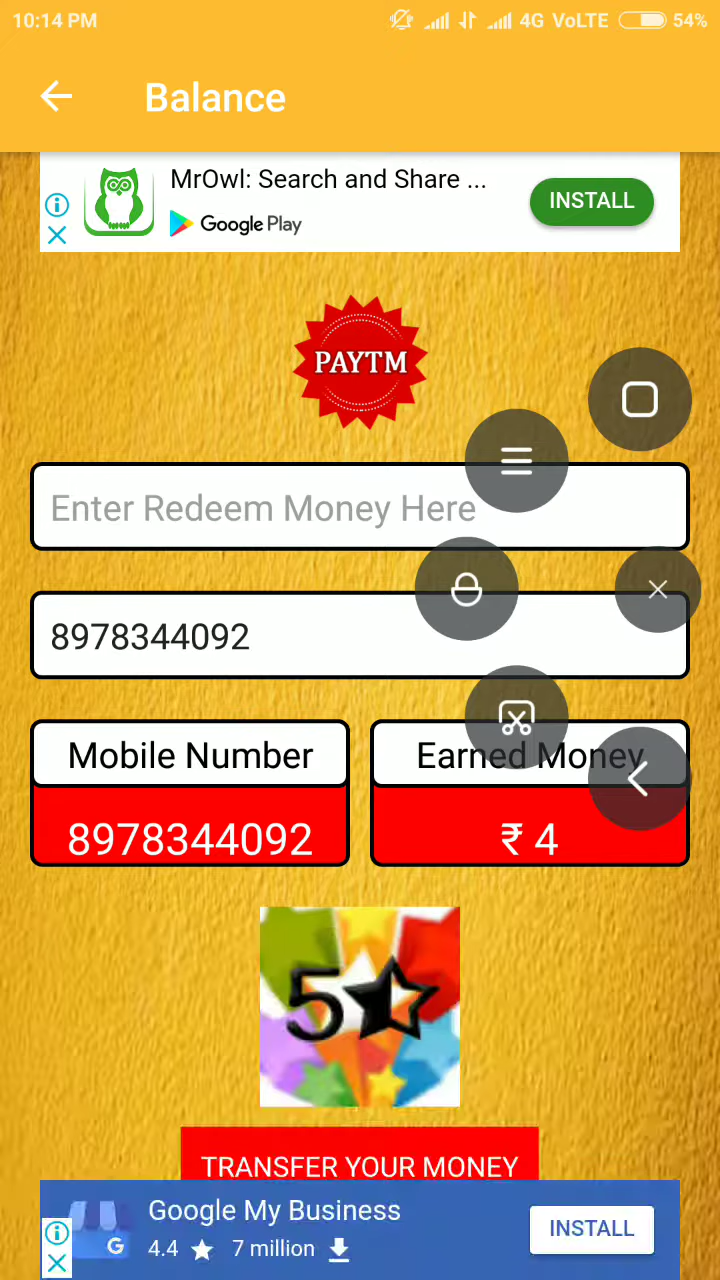 10:14 PM 4G VoLTE 54%
Balance
MrOwl: Search and Share ...
Google Play
INSTALL
PAYTM
Enter Redeem Money Here
8978344092
Mobile Number
8978344092
Earned Money
₹ 4
5
TRANSFER YOUR MONEY
Google My Business
4.4 ★ 7 million
G
INSTALL